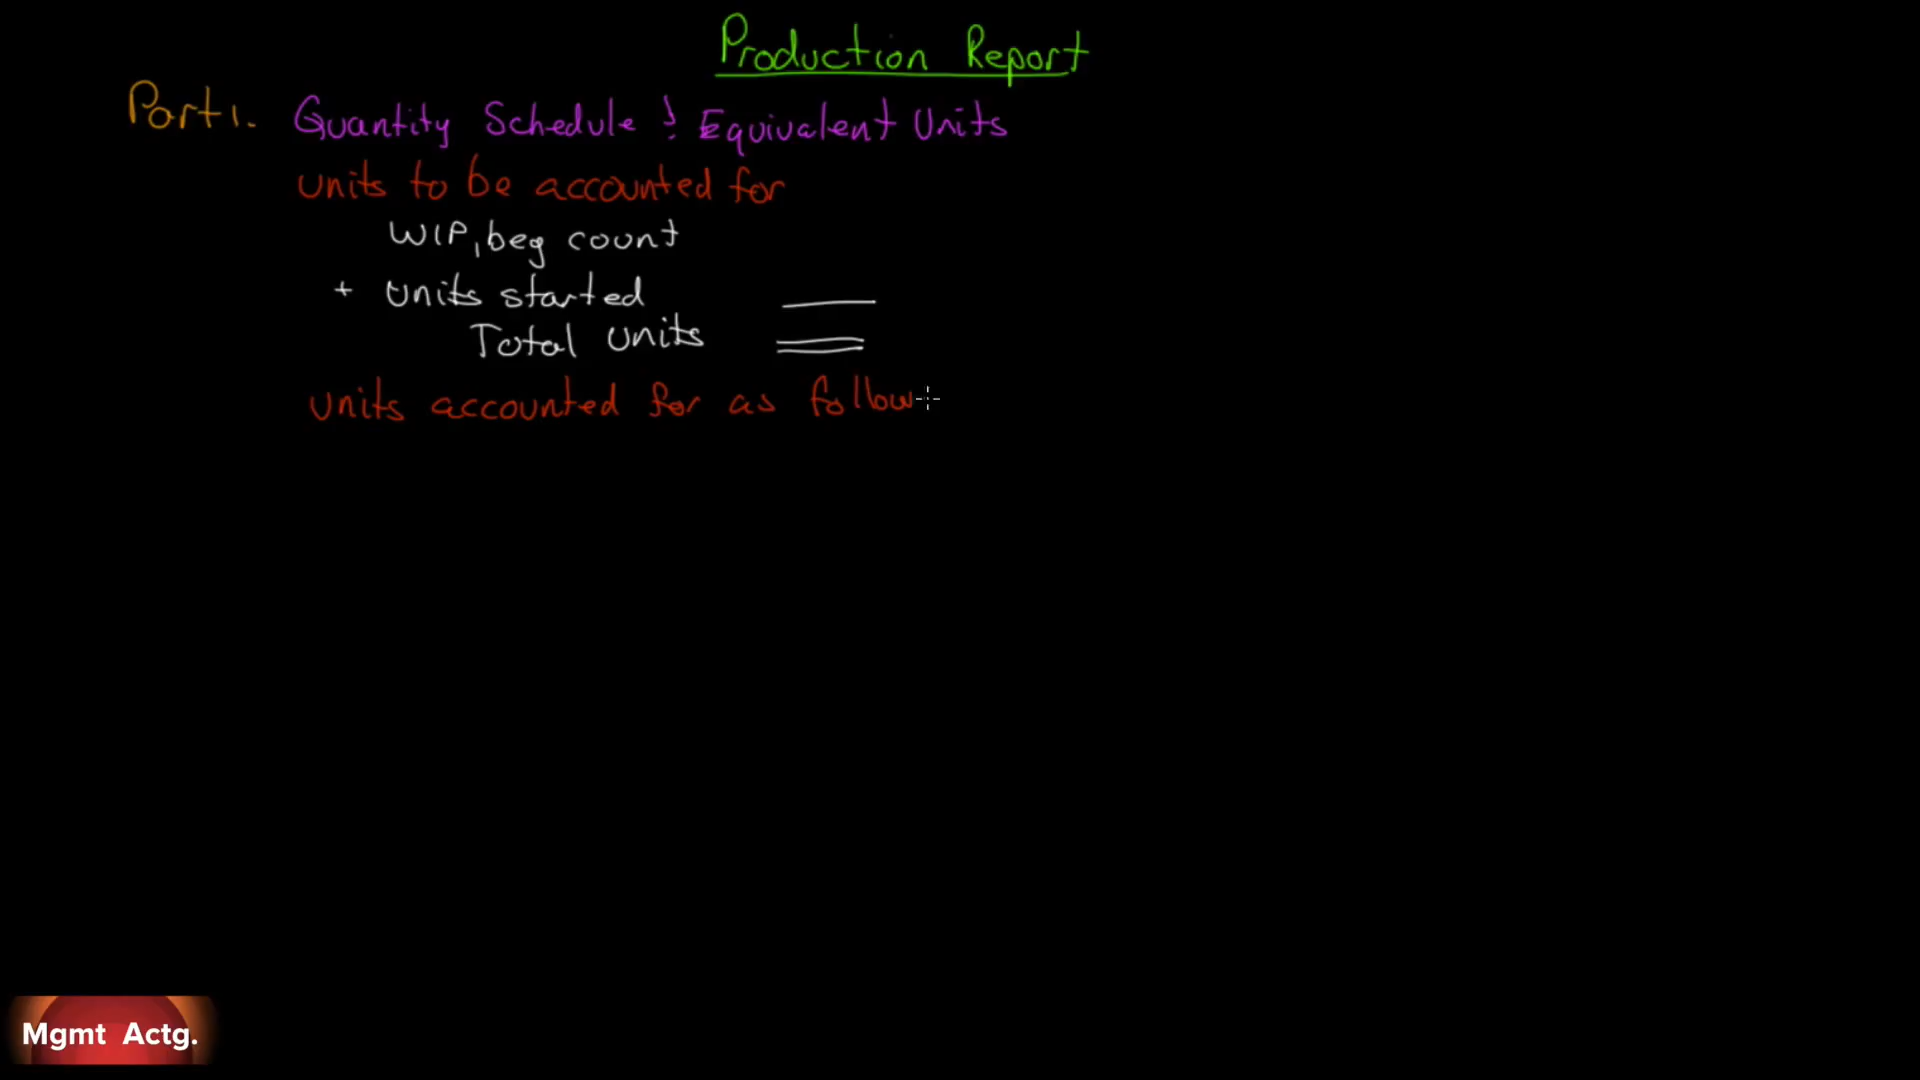 Production Report
Part 1. Quantity Schedule & Equivalent Units
units to be accounted for
WIP, beg count
+ units started
Total units
units accounted for as follow
Mgmt Actg.